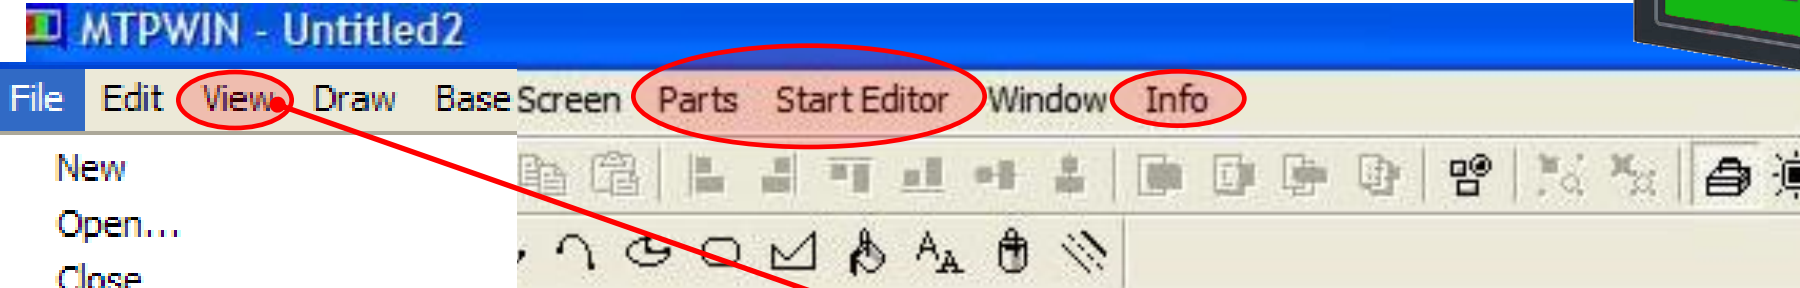 MTPWIN - Untitled2
File Edit View Draw Base Screen Parts Start Editor Window Info
New
Open...
Close